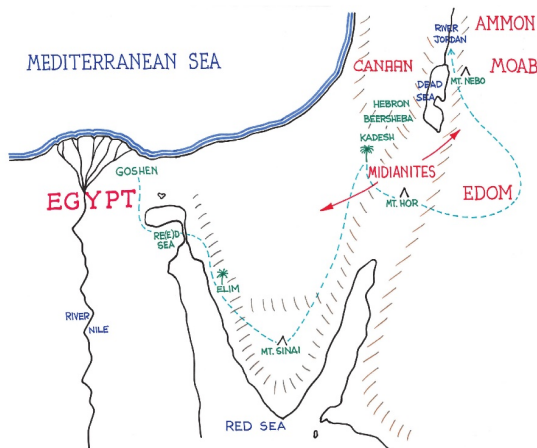 RIVER
JORDAN
AMMON
MEDITERRANEAN SEA
CANAAN
MOAB
DEAD
SEA
MT. NEBO
HEBRON
BEERSHEBA
KADESH
GOSHEN
MIDIANITES
EGYPT
EDOM
MT. HOR
RE(E)D
SEA
ELIM
RIVER
NILE
MT. SINAI
RED SEA